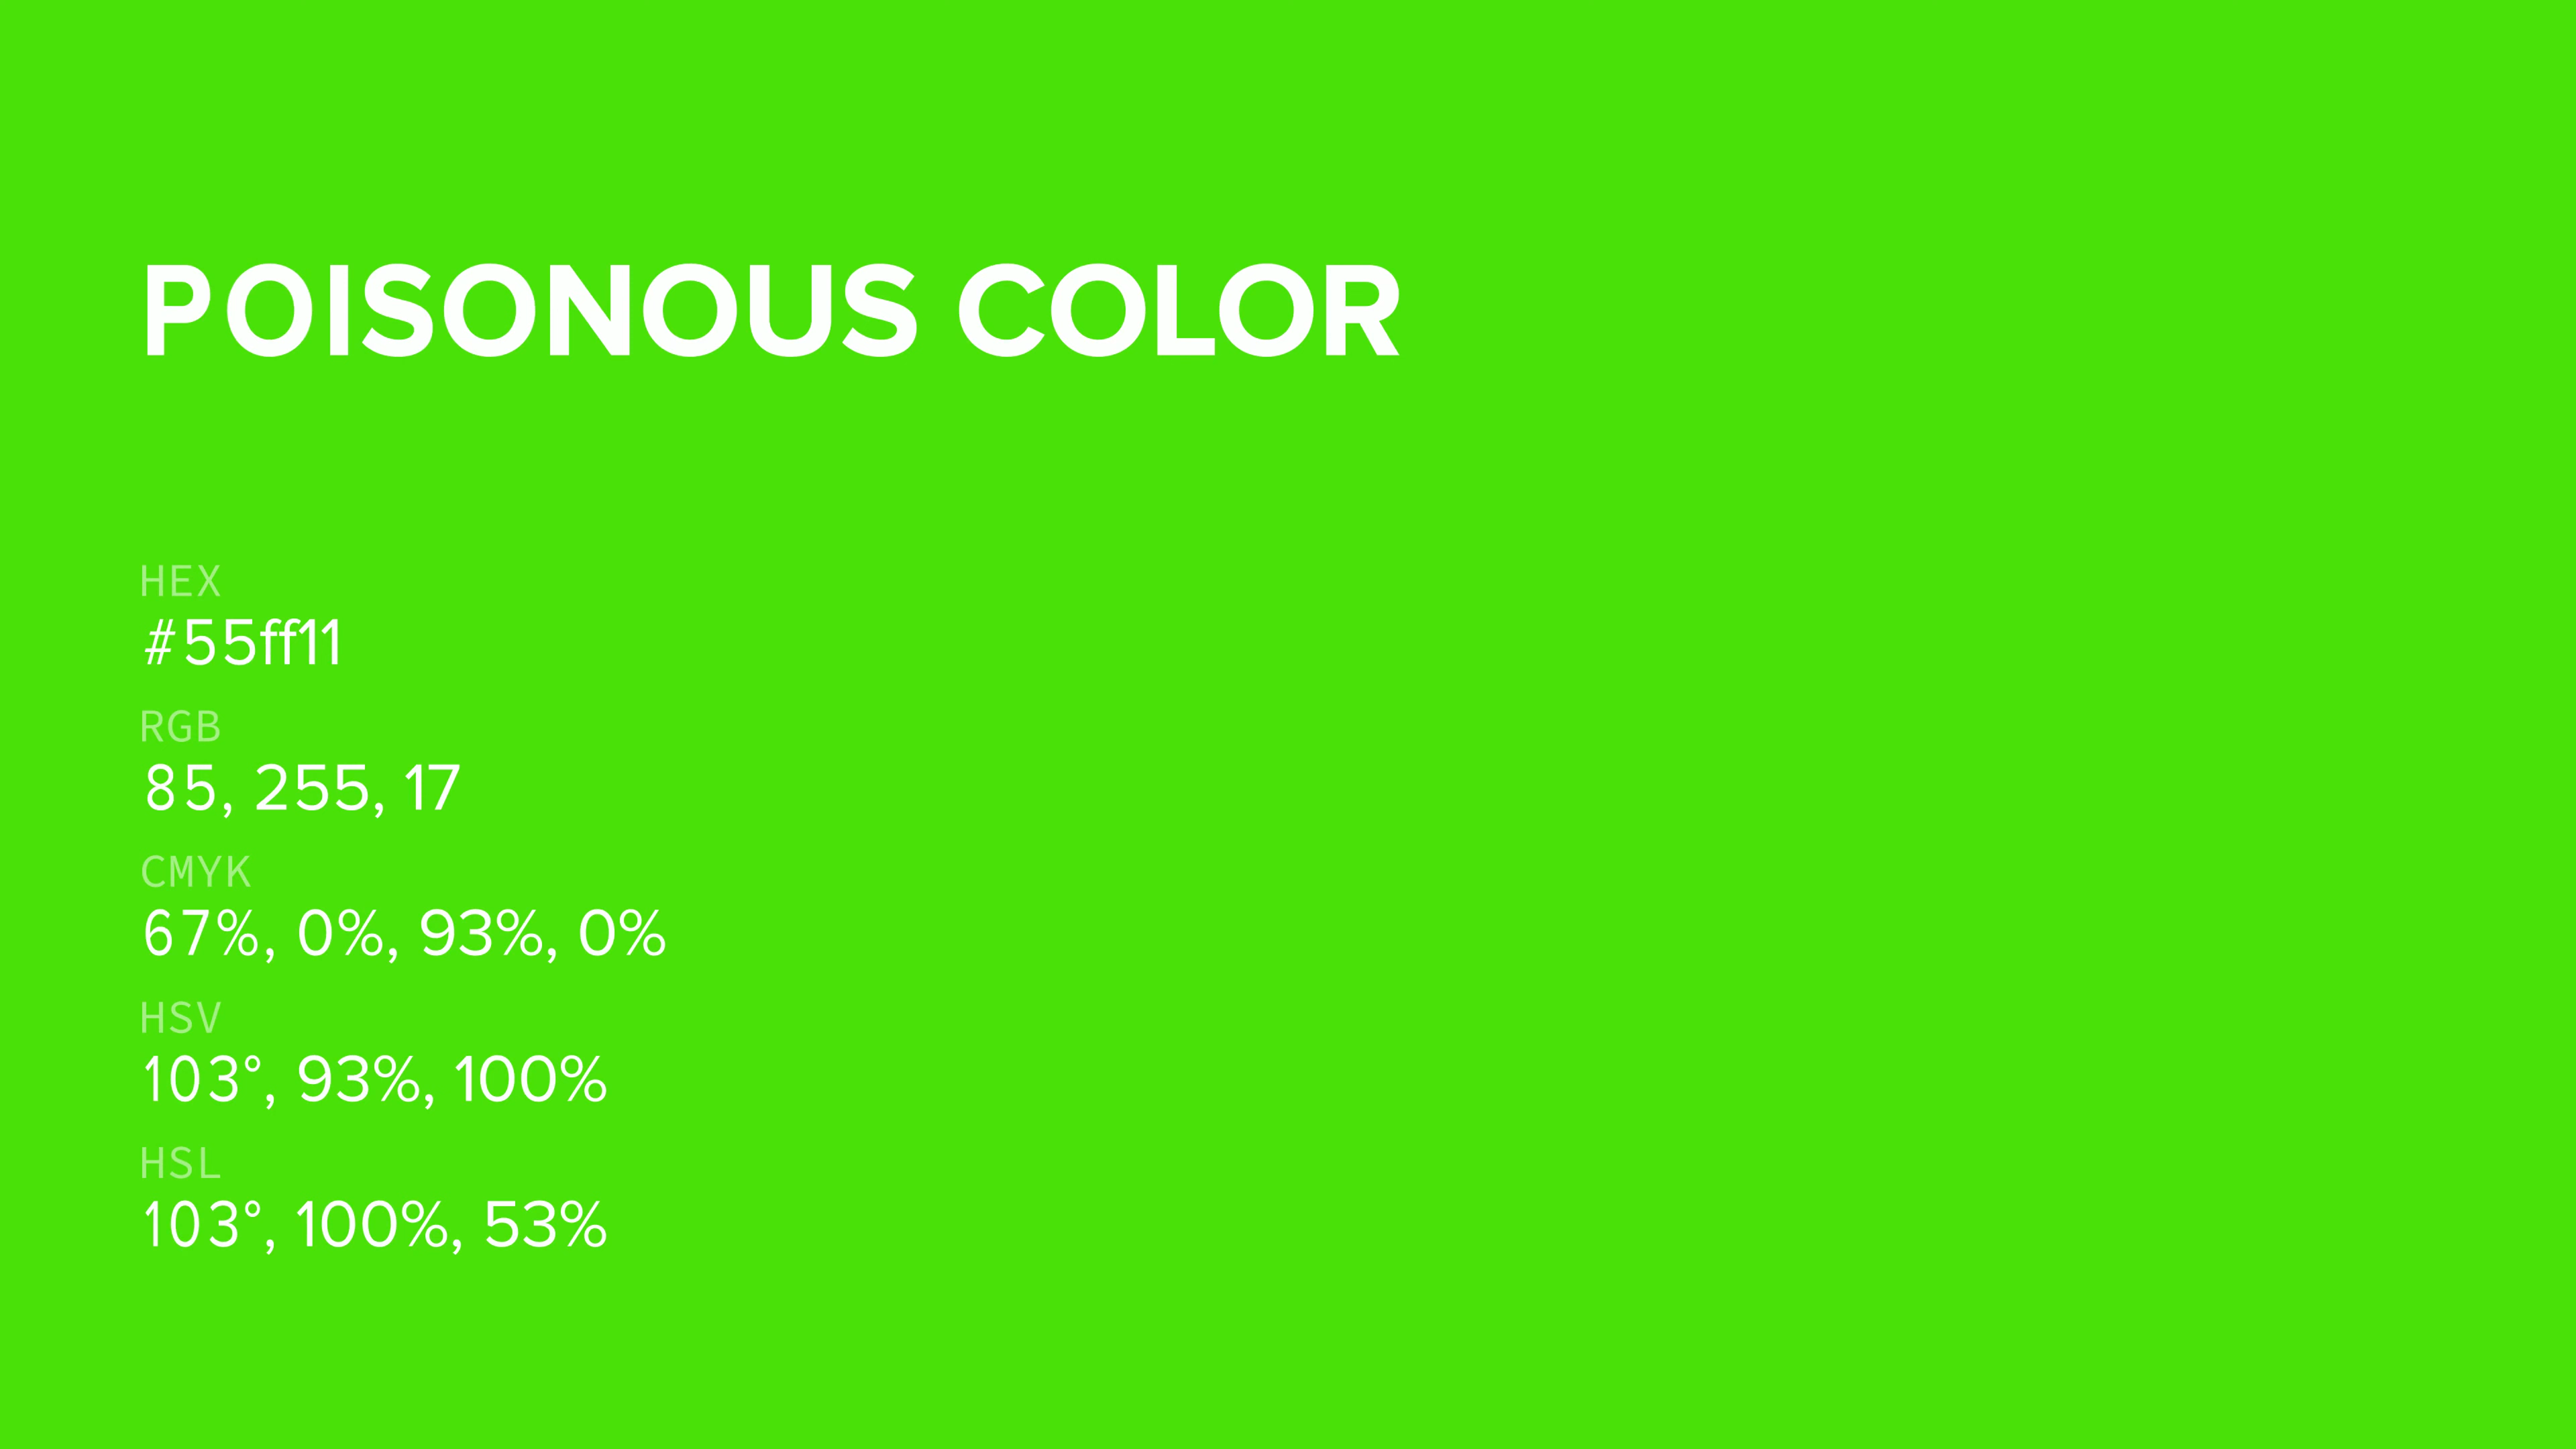 POISONOUS COLOR
HEX
#55ff11
RGB
85, 255, 17
CMYK
67%, 0%, 93%, 0%
HSV
103°, 93%, 100%
HSL
103°, 100%, 53%